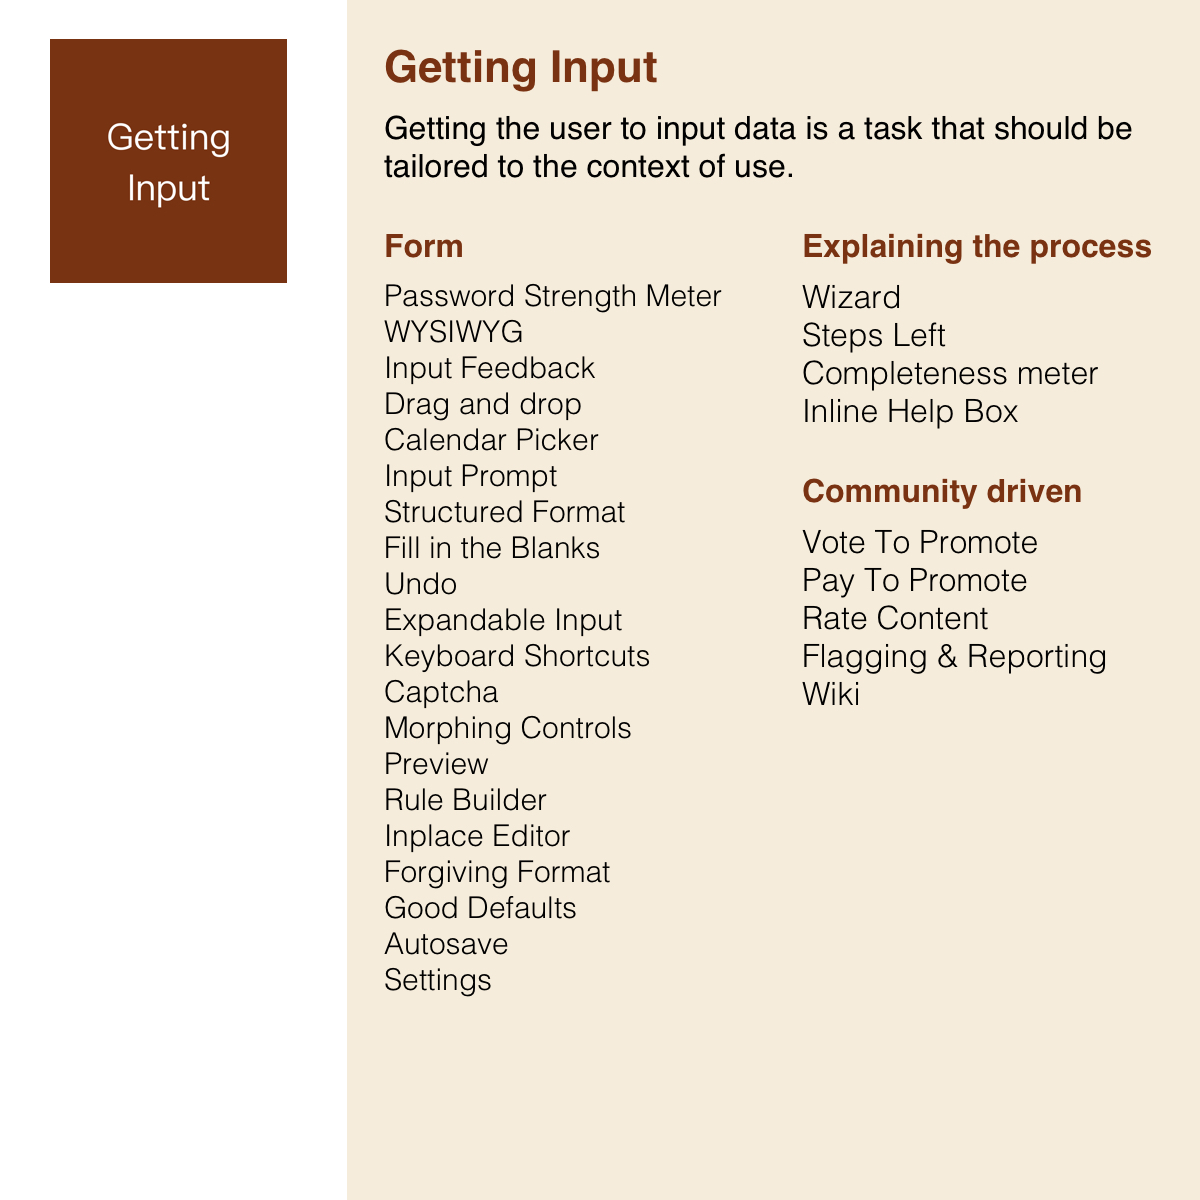 Getting
Input
Getting Input
Getting the user to input data is a task that should be
tailored to the context of use.
Form
Password Strength Meter
WYSIWYG
Input Feedback
Drag and drop
Calendar Picker
Input Prompt
Structured Format
Fill in the Blanks
Undo
Expandable Input
Keyboard Shortcuts
Captcha
Morphing Controls
Preview
Rule Builder
Inplace Editor
Forgiving Format
Good Defaults
Autosave
Settings
Explaining the process
Wizard
Steps Left
Completeness meter
Inline Help Box
Community driven
Vote To Promote
Pay To Promote
Rate Content
Flagging & Reporting
Wiki